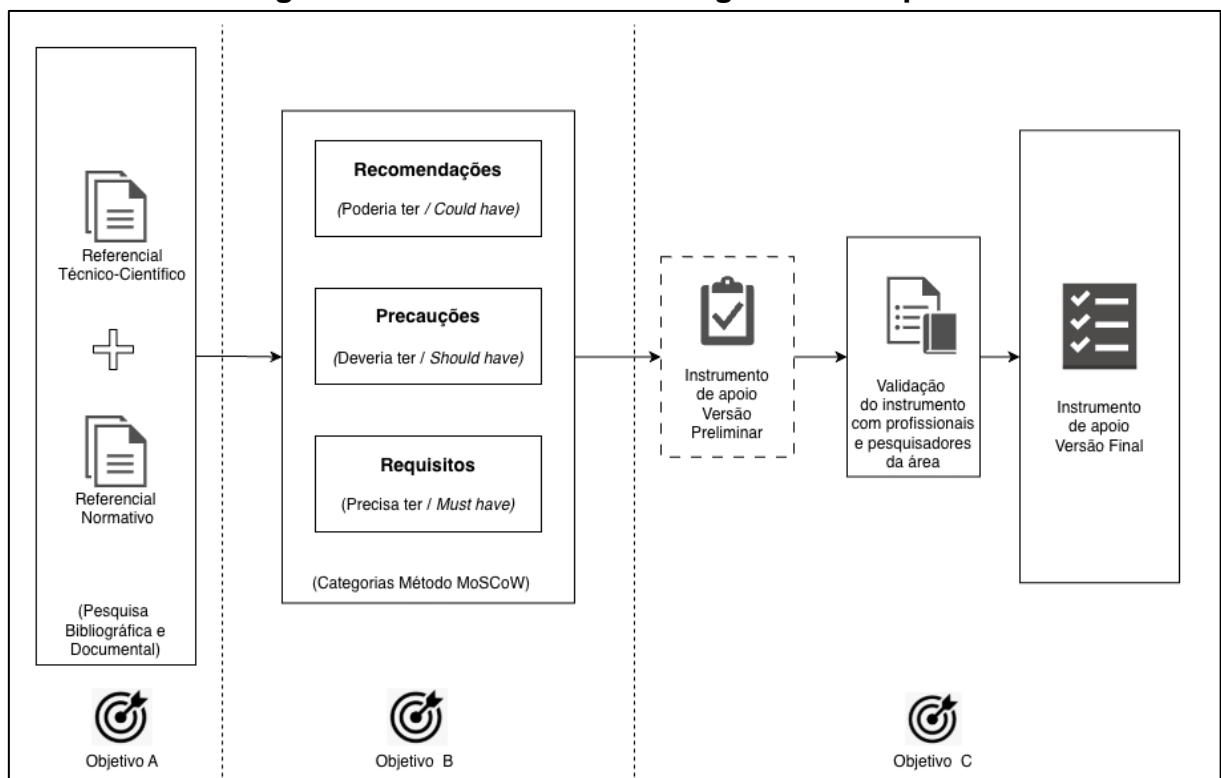 Referencial
Técnico-Científico
Referencial
Normativo
(Pesquisa
Bibliográfica e
Documental)
Objetivo A
Recomendações
(Poderia ter / Could have)
Precauções
(Deveria ter / Should have)
Requisitos
(Precisa ter / Must have)
(Categorias Método MoSCoW)
Objetivo B
Instrumento
de apoio
Versão
Preliminar
Validação
do instrumento
com profissionais
e pesquisadores
da área
Instrumento
de apoio
Versão Final
Objetivo C